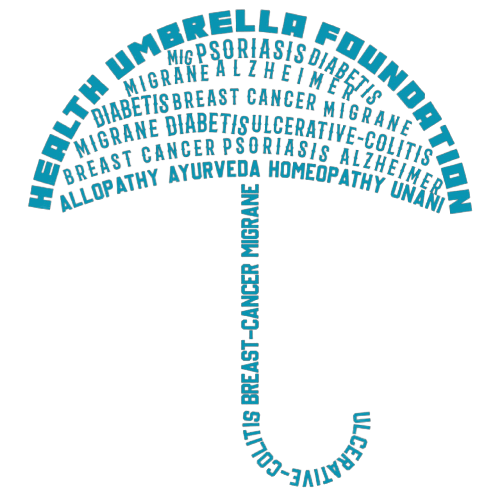 HEALTH UMBRELLA FOUNDATION
MIG PSORIASIS DIABETIS
MIGRANE ALZHEIMER
DIABETIS BREAST CANCER MIGRANE
MIGRANE DIABETIS ULCERATIVE-COLITIS
BREAST CANCER PSORIASIS ALZHEIMER
ALLOPATHY AYURVEDA HOMEOPATHY UNANI
ULCERATIVE-COLITIS BREAST-CANCER MIGRANE